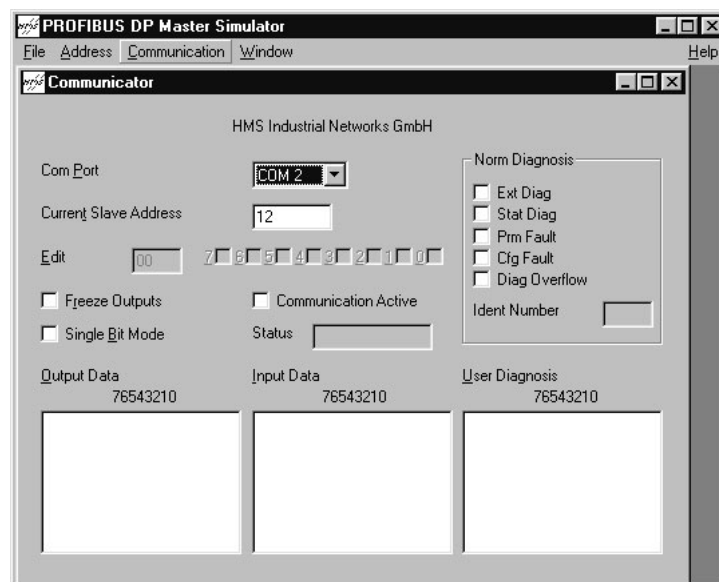 PROFIBUS DP Master Simulator
File Address Communication Window Help
Communicator
HMS Industrial Networks GmbH
Com Port COM 2
Current Slave Address 12
Edit 00 7 6 5 4 3 2 1 0
Freeze Outputs Communication Active
Single Bit Mode Status
Norm Diagnosis
Ext Diag
Stat Diag
Prm Fault
Cfg Fault
Diag Overflow
Ident Number
Output Data Input Data User Diagnosis
76543210 76543210 76543210